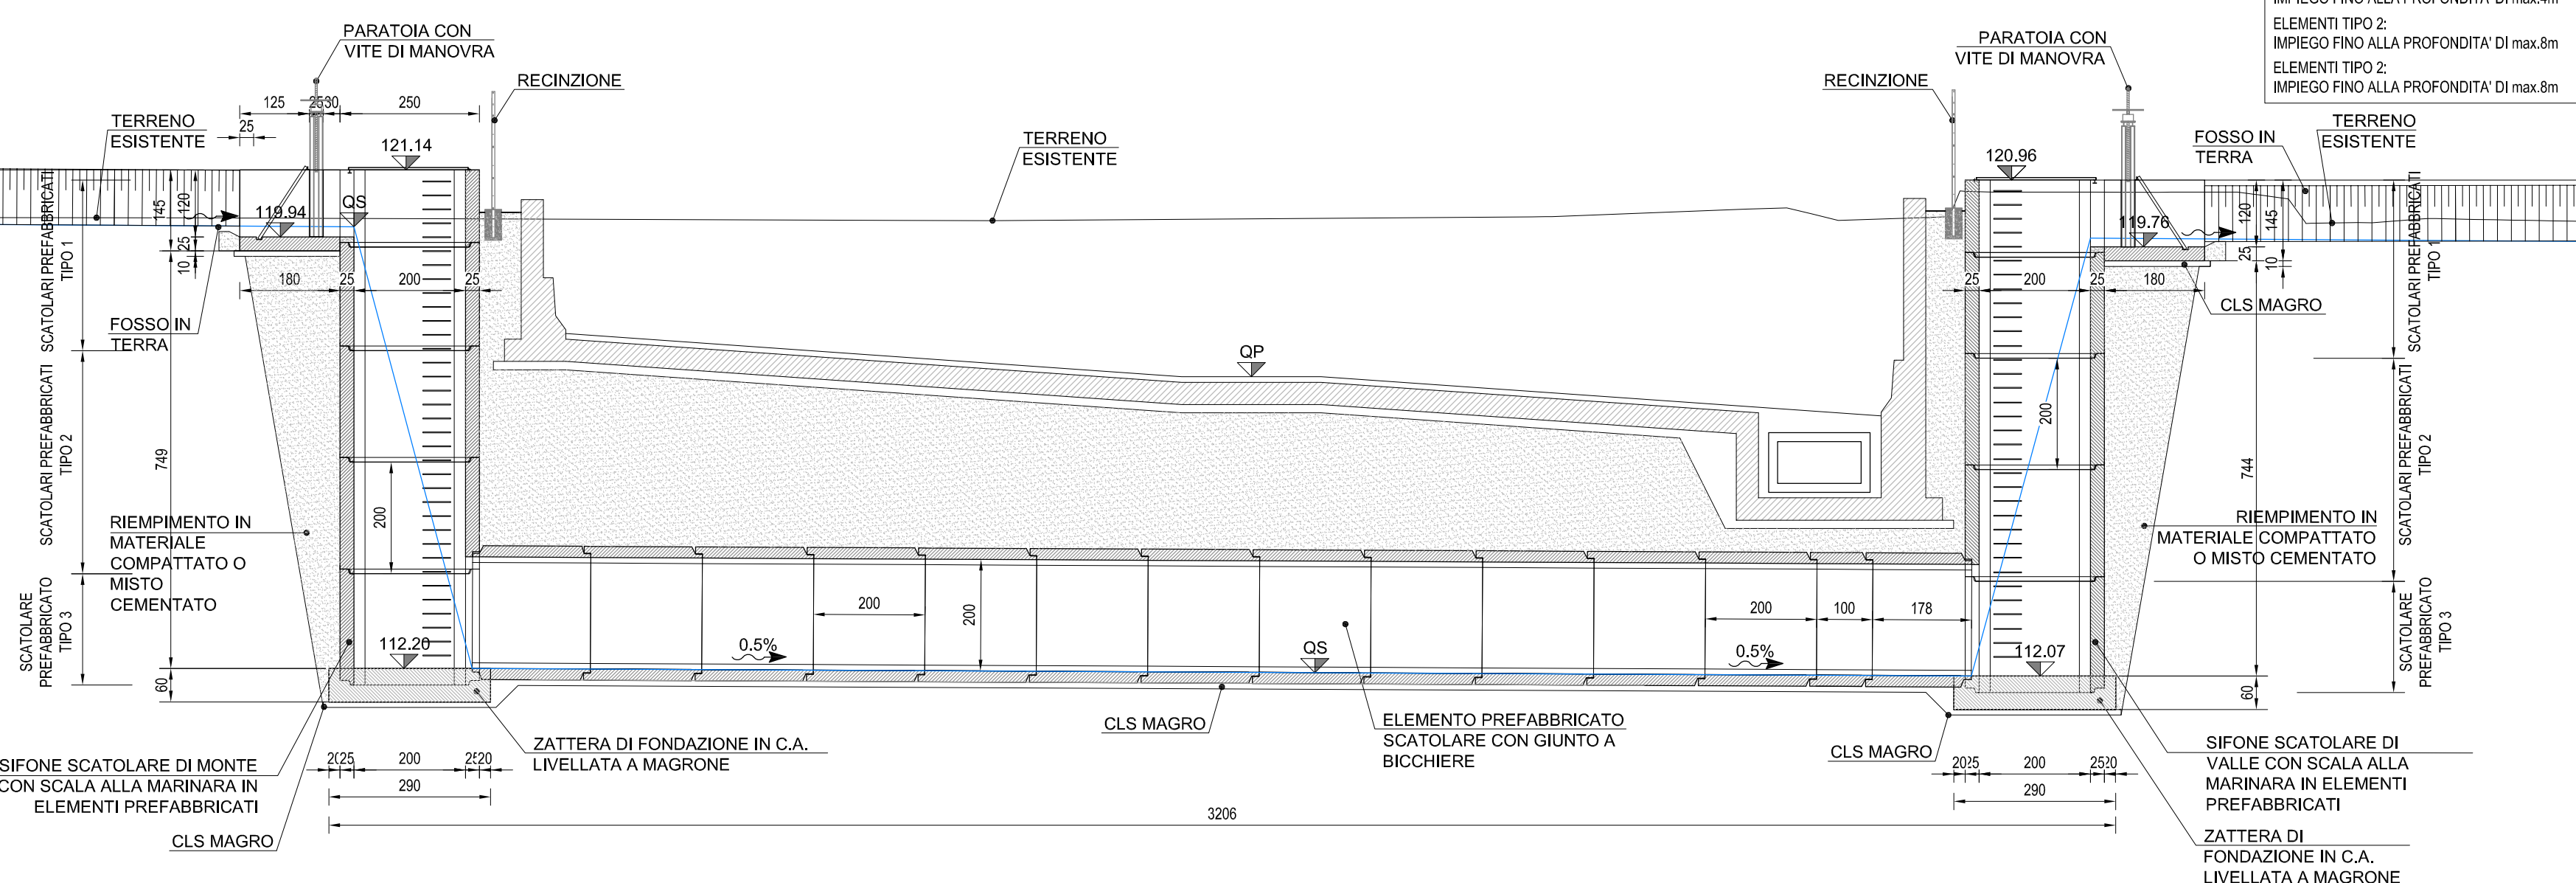 IMPIEGO FINO ALLA PROFONDITA' DI max.4m
ELEMENTI TIPO 2:
IMPIEGO FINO ALLA PROFONDITA' DI max.8m
ELEMENTI TIPO 2:
IMPIEGO FINO ALLA PROFONDITA' DI max.8m
PARATOIA CON
VITE DI MANOVRA
RECINZIONE
TERRENO
ESISTENTE
125
25
30
250
25
121.14
119.94
QS
145
120
25
10
180
25
200
25
FOSSO IN
TERRA
SCATOLARI PREFABBRICATI
TIPO 1
SCATOLARI PREFABBRICATI
TIPO 2
SCATOLARE
PREFABBRICATO
TIPO 3
749
60
200
RIEMPIMENTO IN
MATERIALE
COMPATTATO O
MISTO
CEMENTATO
112.20
TERRENO
ESISTENTE
QP
0.5%
200
200
QS
200
100
178
0.5%
CLS MAGRO
ELEMENTO PREFABBRICATO
SCATOLARE CON GIUNTO A
BICCHIERE
ZATTERA DI FONDAZIONE IN C.A.
LIVELLATA A MAGRONE
SIFONE SCATOLARE DI MONTE
CON SCALA ALLA MARINARA IN
ELEMENTI PREFABBRICATI
CLS MAGRO
20
25
200
25
20
290
3206
PARATOIA CON
VITE DI MANOVRA
RECINZIONE
FOSSO IN
TERRA
TERRENO
ESISTENTE
120.96
119.76
120
145
25
10
25
200
25
180
CLS MAGRO
SCATOLARI PREFABBRICATI
TIPO 1
SCATOLARI PREFABBRICATI
TIPO 2
SCATOLARE
PREFABBRICATO
TIPO 3
200
744
60
RIEMPIMENTO IN
MATERIALE COMPATTATO
O MISTO CEMENTATO
112.07
CLS MAGRO
20
25
200
25
20
290
SIFONE SCATOLARE DI
VALLE CON SCALA ALLA
MARINARA IN ELEMENTI
PREFABBRICATI
ZATTERA DI
FONDAZIONE IN C.A.
LIVELLATA A MAGRONE